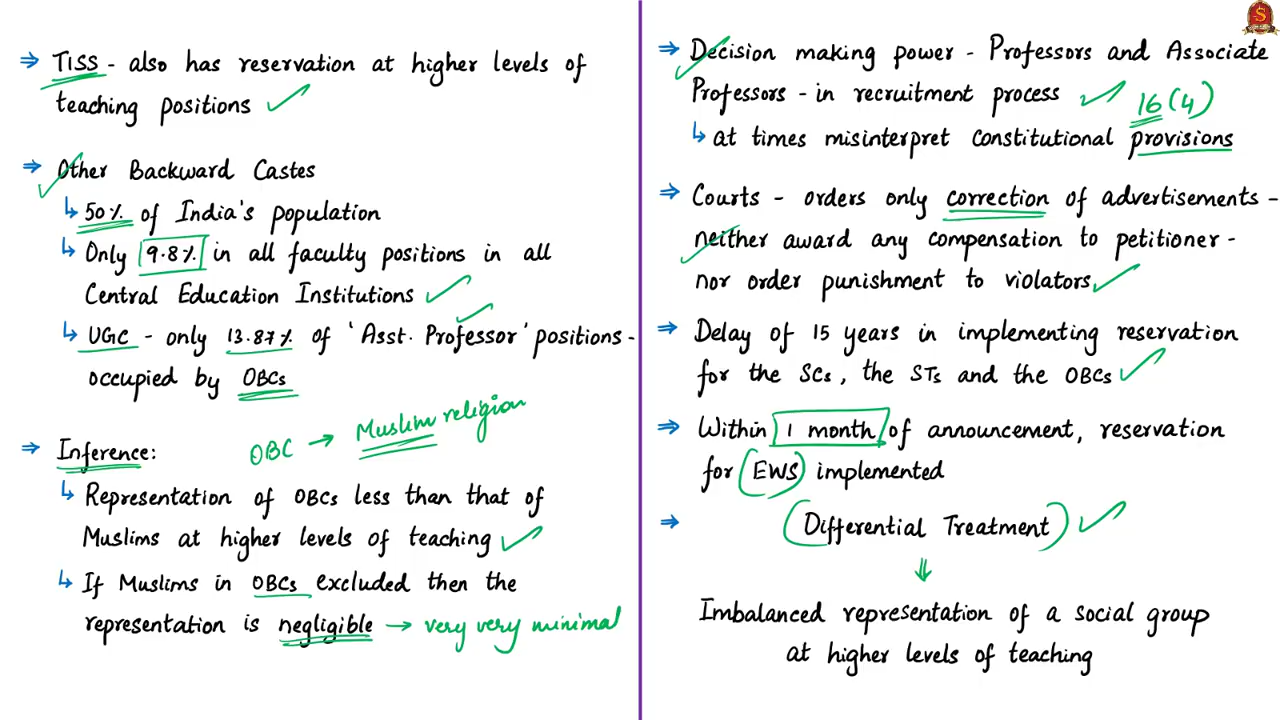 ⇒ TISS - also has reservation at higher levels of
teaching positions ✓
⇒ Other Backward Castes
↳ 50% of India's population
↳ Only 9.8% in all faculty positions in all
Central Education Institutions ✓
↳ UGC - only 13.87% of 'Asst. Professor' positions -
occupied by OBCs
OBC → Muslim religion
⇒ Inference:
↳ Representation of OBCs less than that of
Muslims at higher levels of teaching ✓
↳ If Muslims in OBCs excluded then the
representation is negligible → very very minimal
⇒ Decision making power - Professors and Associate
Professors - in recruitment process ✓ 16(4)
↳ at times misinterpret constitutional provisions
⇒ Courts - orders only correction of advertisements -
neither award any compensation to petitioner -
nor order punishment to violators ✓
⇒ Delay of 15 years in implementing reservation
for the SCs, the STs and the OBCs ✓
⇒ Within 1 month of announcement, reservation
for (EWS) implemented
⇒ (Differential Treatment) ✓
⇓
Imbalanced representation of a social group
at higher levels of teaching